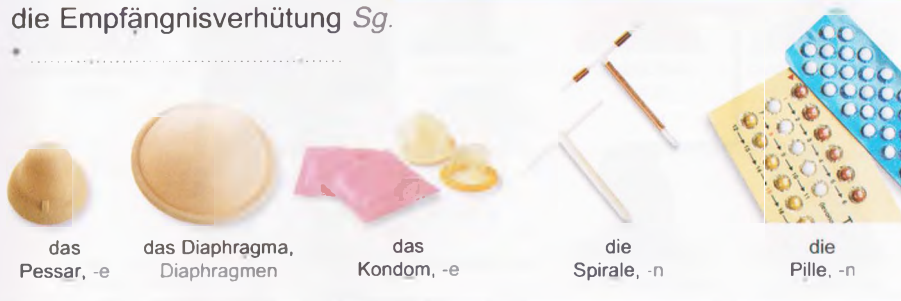 die Empfängnisverhütung Sg.
das
Pessar, -e
das Diaphragma,
Diaphragmen
das
Kondom, -e
die
Spirale, -n
die
Pille, -n